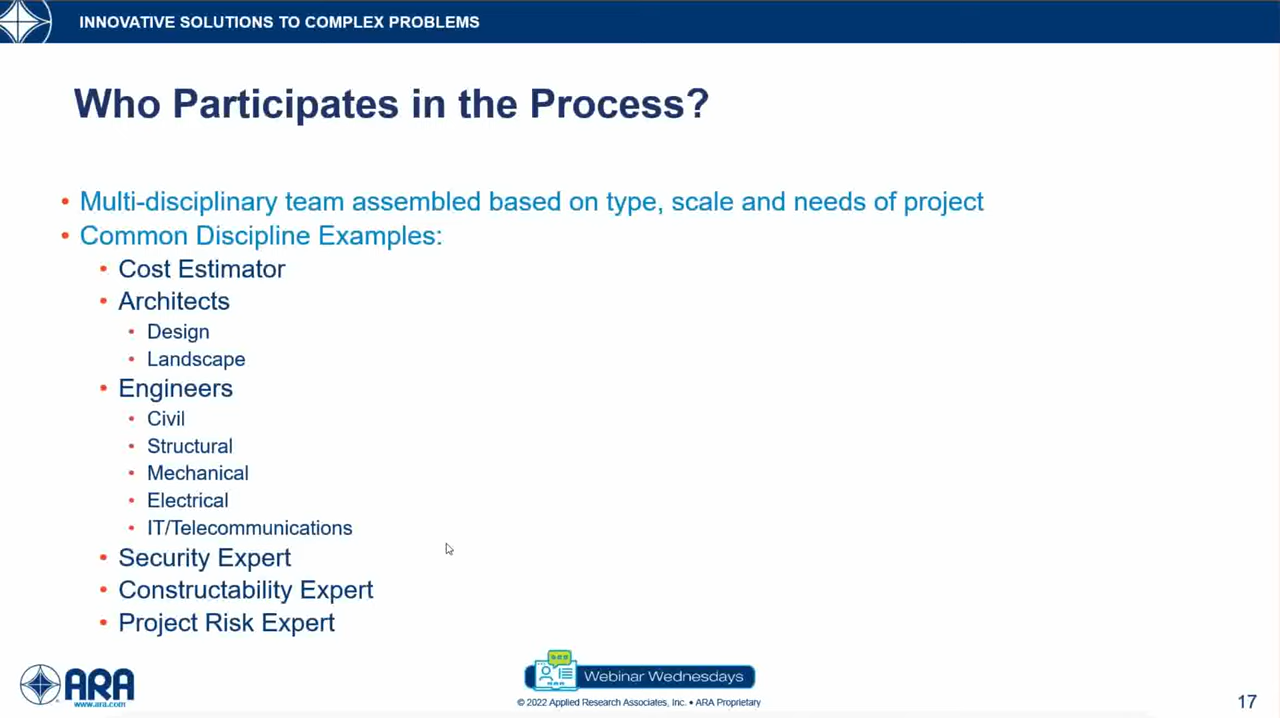 INNOVATIVE SOLUTIONS TO COMPLEX PROBLEMS
Who Participates in the Process?
• Multi-disciplinary team assembled based on type, scale and needs of project
• Common Discipline Examples:
• Cost Estimator
• Architects
• Design
• Landscape
• Engineers
• Civil
• Structural
• Mechanical
• Electrical
• IT/Telecommunications
• Security Expert
• Constructability Expert
• Project Risk Expert
ARA
www.ara.com
Webinar Wednesdays
© 2022 Applied Research Associates, Inc. • ARA Proprietary
17